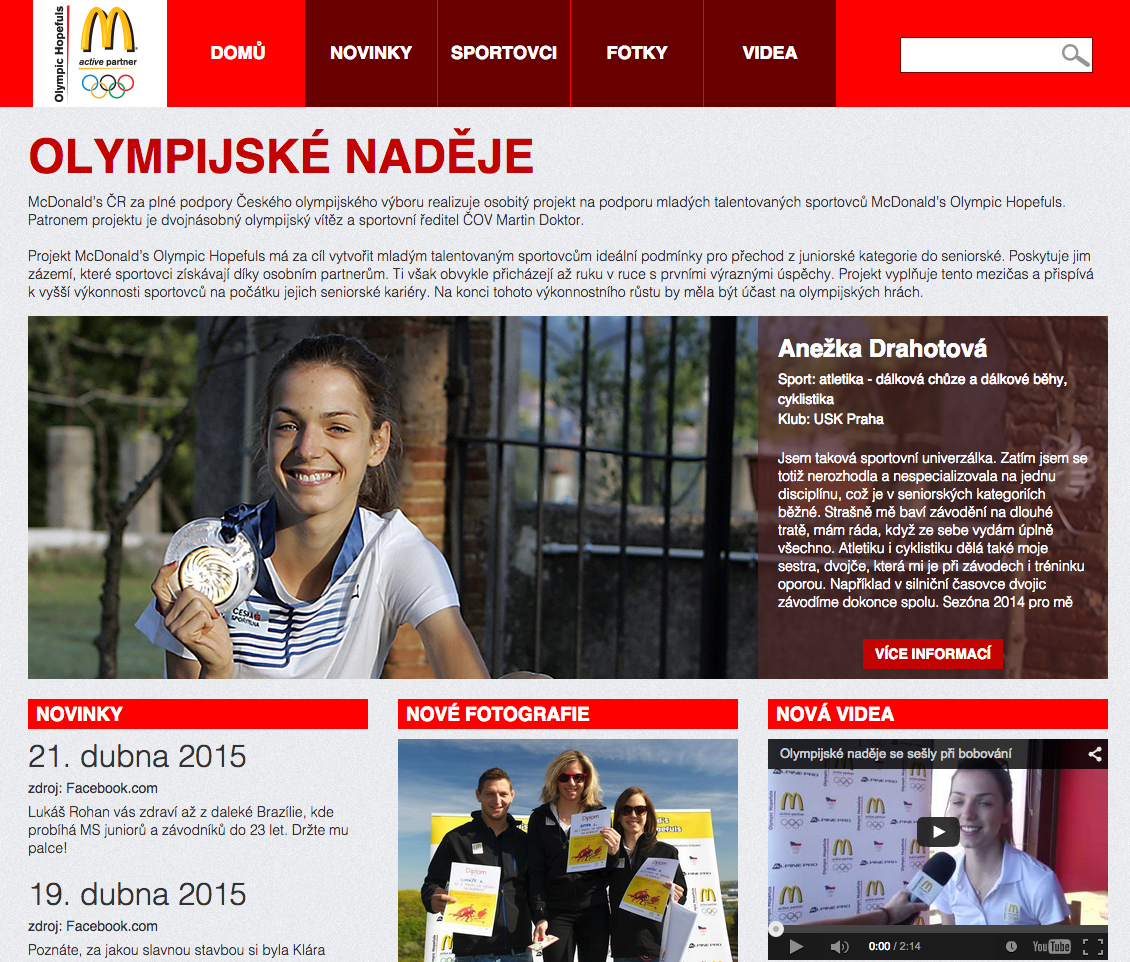 Olympic Hopefuls
active partner
DOMŮ
NOVINKY
SPORTOVCI
FOTKY
VIDEA
OLYMPIJSKÉ NADĚJE
McDonald's ČR za plné podpory Českého olympijského výboru realizuje osobitý projekt na podporu mladých talentovaných sportovců McDonald's Olympic Hopefuls.
Patronem projektu je dvojnásobný olympijský vítěz a sportovní ředitel ČOV Martin Doktor.
Projekt McDonald's Olympic Hopefuls má za cíl vytvořit mladým talentovaným sportovcům ideální podmínky pro přechod z juniorské kategorie do seniorské. Poskytuje jim
zázemí, které sportovci získávají díky osobním partnerům. Ti však obvykle přicházejí až ruku v ruce s prvními výraznými úspěchy. Projekt vyplňuje tento mezičas a přispívá
k vyšší výkonnosti sportovců na počátku jejich seniorské kariéry. Na konci tohoto výkonnostního růstu by měla být účast na olympijských hrách.
ČESKÁ
SPOŘITELNA
Anežka Drahotová
Sport: atletika - dálková chůze a dálkové běhy,
cyklistika
Klub: USK Praha
Jsem taková sportovní univerzálka. Zatím jsem se
totiž nerozhodla a nespecializovala na jednu
disciplínu, což je v seniorských kategoriích
běžné. Strašně mě baví závodění na dlouhé
tratě, mám ráda, když ze sebe vydám úplně
všechno. Atletiku i cyklistiku dělá také moje
sestra, dvojče, která mi je při závodech i tréninku
oporou. Například v silniční časovce dvojic
závodíme dokonce spolu. Sezóna 2014 pro mě
VÍCE INFORMACÍ
NOVINKY
21. dubna 2015
zdroj: Facebook.com
Lukáš Rohan vás zdraví až z daleké Brazílie, kde
probíhá MS juniorů a závodníků do 23 let. Držte mu
palce!
19. dubna 2015
zdroj: Facebook.com
Poznáte, za jakou slavnou stavbou si byla Klára
NOVÉ FOTOGRAFIE
Diplom
Diplom
Diplom
NOVÁ VIDEA
Olympijské naděje se sešly při bobování
ALPINE PRO
0:00 / 2:14
YouTube